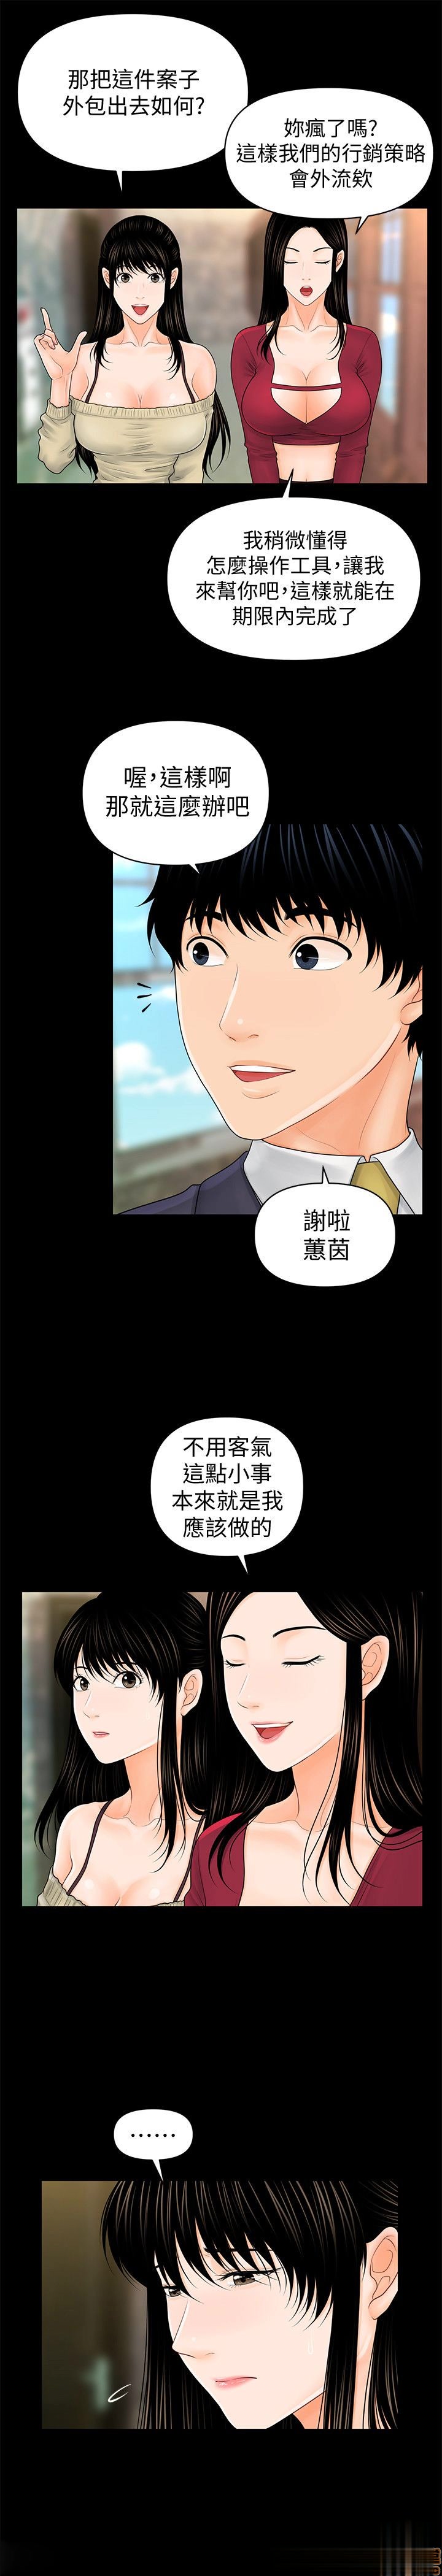 那把這件案子
外包出去如何?
妳瘋了嗎?
這樣我們的行銷策略
會外流欸
我稍微懂得
怎麼操作工具,讓我
來幫你吧,這樣就能在
期限內完成了
喔,這樣啊
那就這麼辦吧
謝啦
蕙茵
不用客氣
這點小事
本來就是我
應該做的
……